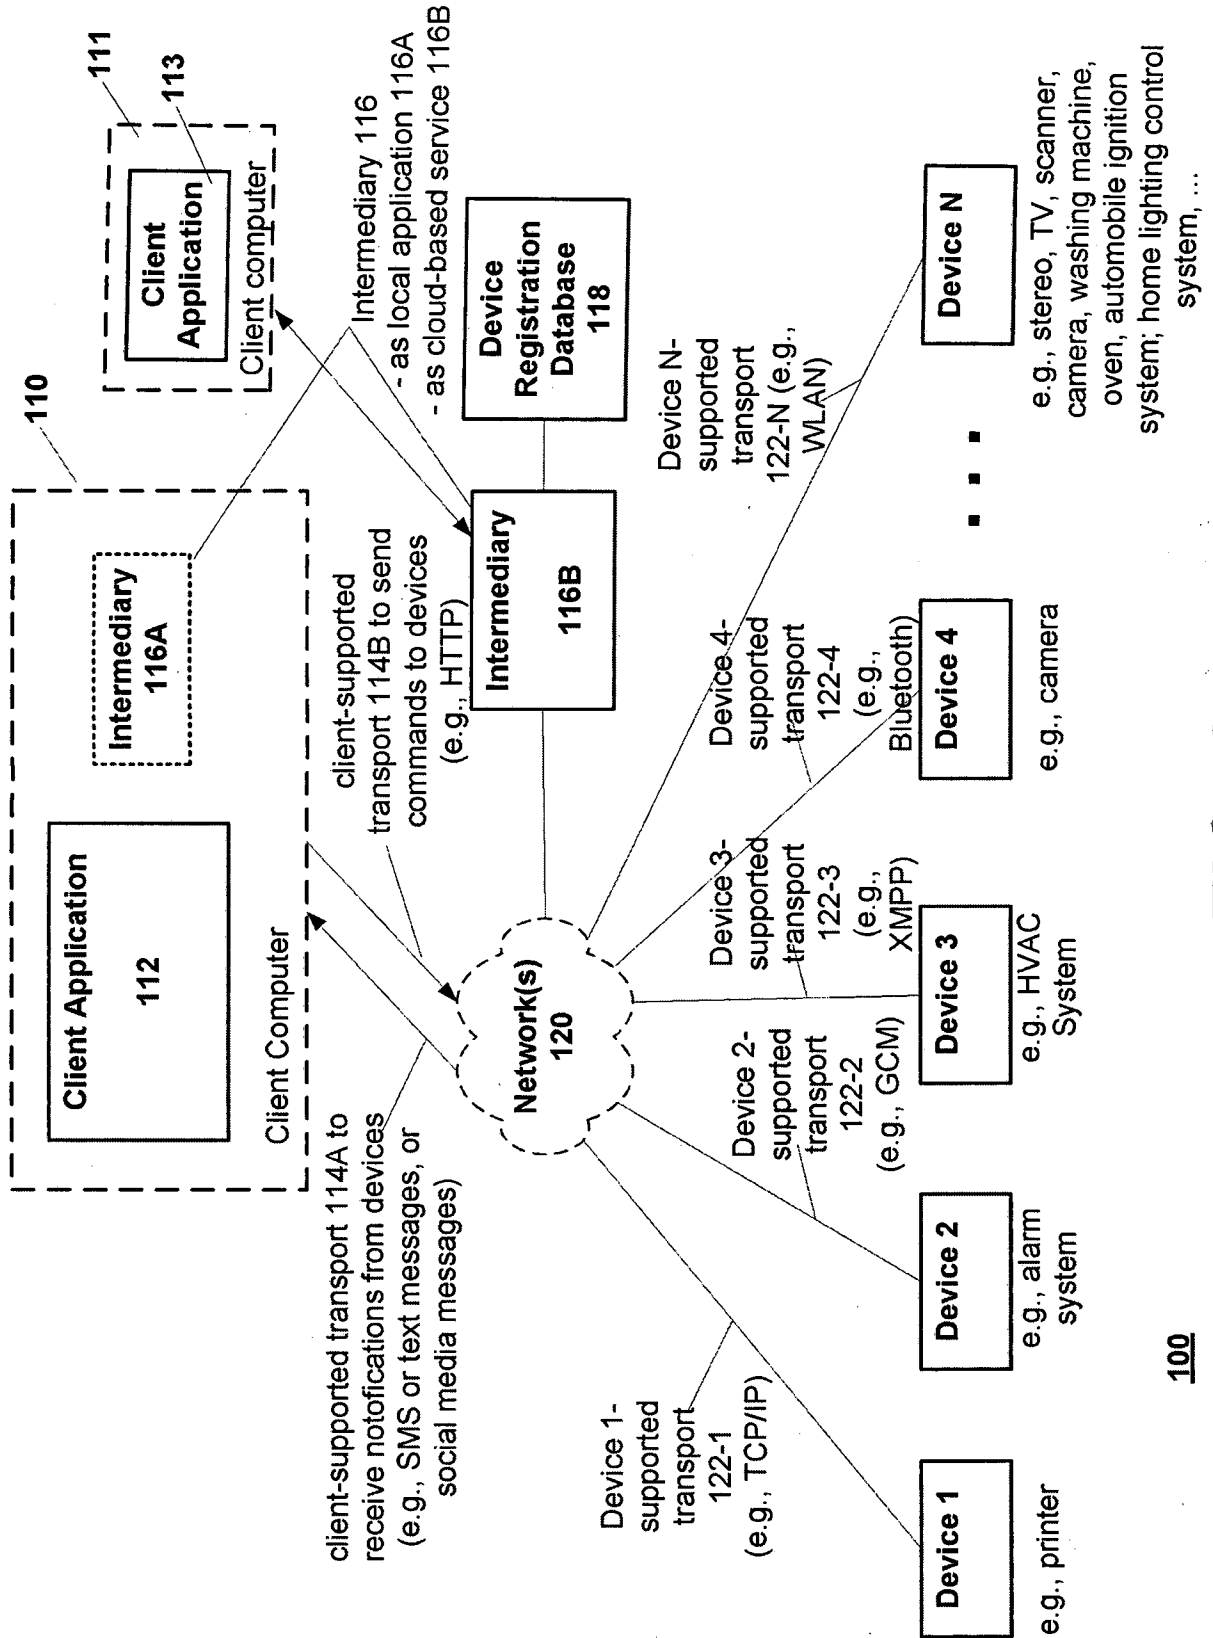 110
Client Application
112
Intermediary
116A
Client Computer
111
Client
Application
113
Client computer
client-supported transport 114A to
receive notofications from devices
(e.g., SMS or text messages, or
social media messages)
client-supported
transport 114B to send
commands to devices
(e.g., HTTP)
Intermediary 116
- as local application 116A
- as cloud-based service 116B
Network(s)
120
Intermediary
116B
Device
Registration
Database
118
Device 1-
supported
transport
122-1
(e.g., TCP/IP)
Device 2-
supported
transport
122-2
(e.g., GCM)
Device 3-
supported
transport
122-3
(e.g.,
XMPP)
Device 4-
supported
transport
122-4
(e.g.,
Bluetooth)
Device N-
supported
transport
122-N (e.g.,
WLAN)
Device 1
e.g., printer
Device 2
e.g., alarm
system
Device 3
e.g., HVAC
System
Device 4
e.g., camera
Device N
e.g., stereo, TV, scanner,
camera, washing machine,
oven, automobile ignition
system; home lighting control
system, ...
100